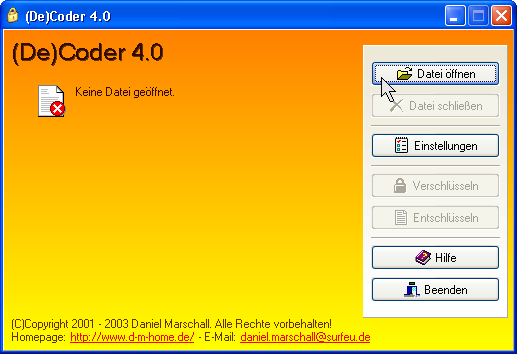 (De)Coder 4.0
(De)Coder 4.0
Keine Datei geöffnet.
Datei öffnen
Datei schließen
Einstellungen
Verschlüsseln
Entschlüsseln
Hilfe
Beenden
(C)Copyright 2001 - 2003 Daniel Marschall. Alle Rechte vorbehalten!
Homepage: http://www.d-m-home.de/ - E-Mail: daniel.marschall@surfeu.de